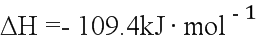 ΔH =- 109.4kJ · mol⁻¹